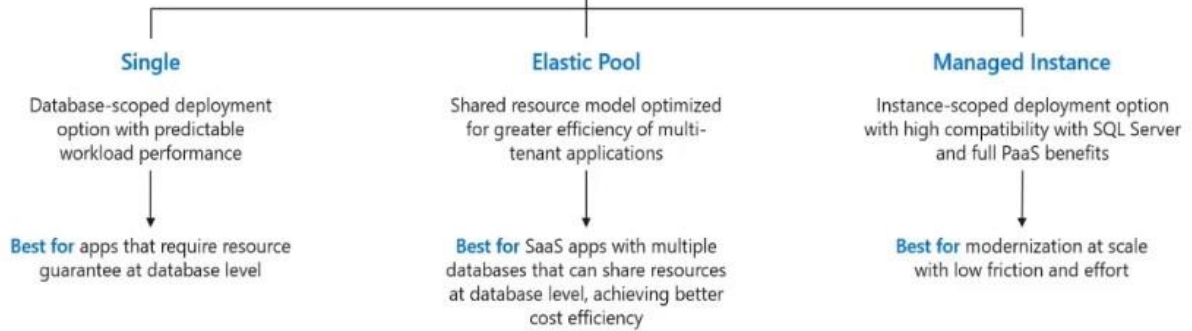 Single
Database-scoped deployment
option with predictable
workload performance
Best for apps that require resource
guarantee at database level
Elastic Pool
Shared resource model optimized
for greater efficiency of multi-
tenant applications
Best for SaaS apps with multiple
databases that can share resources
at database level, achieving better
cost efficiency
Managed Instance
Instance-scoped deployment option
with high compatibility with SQL Server
and full PaaS benefits
Best for modernization at scale
with low friction and effort